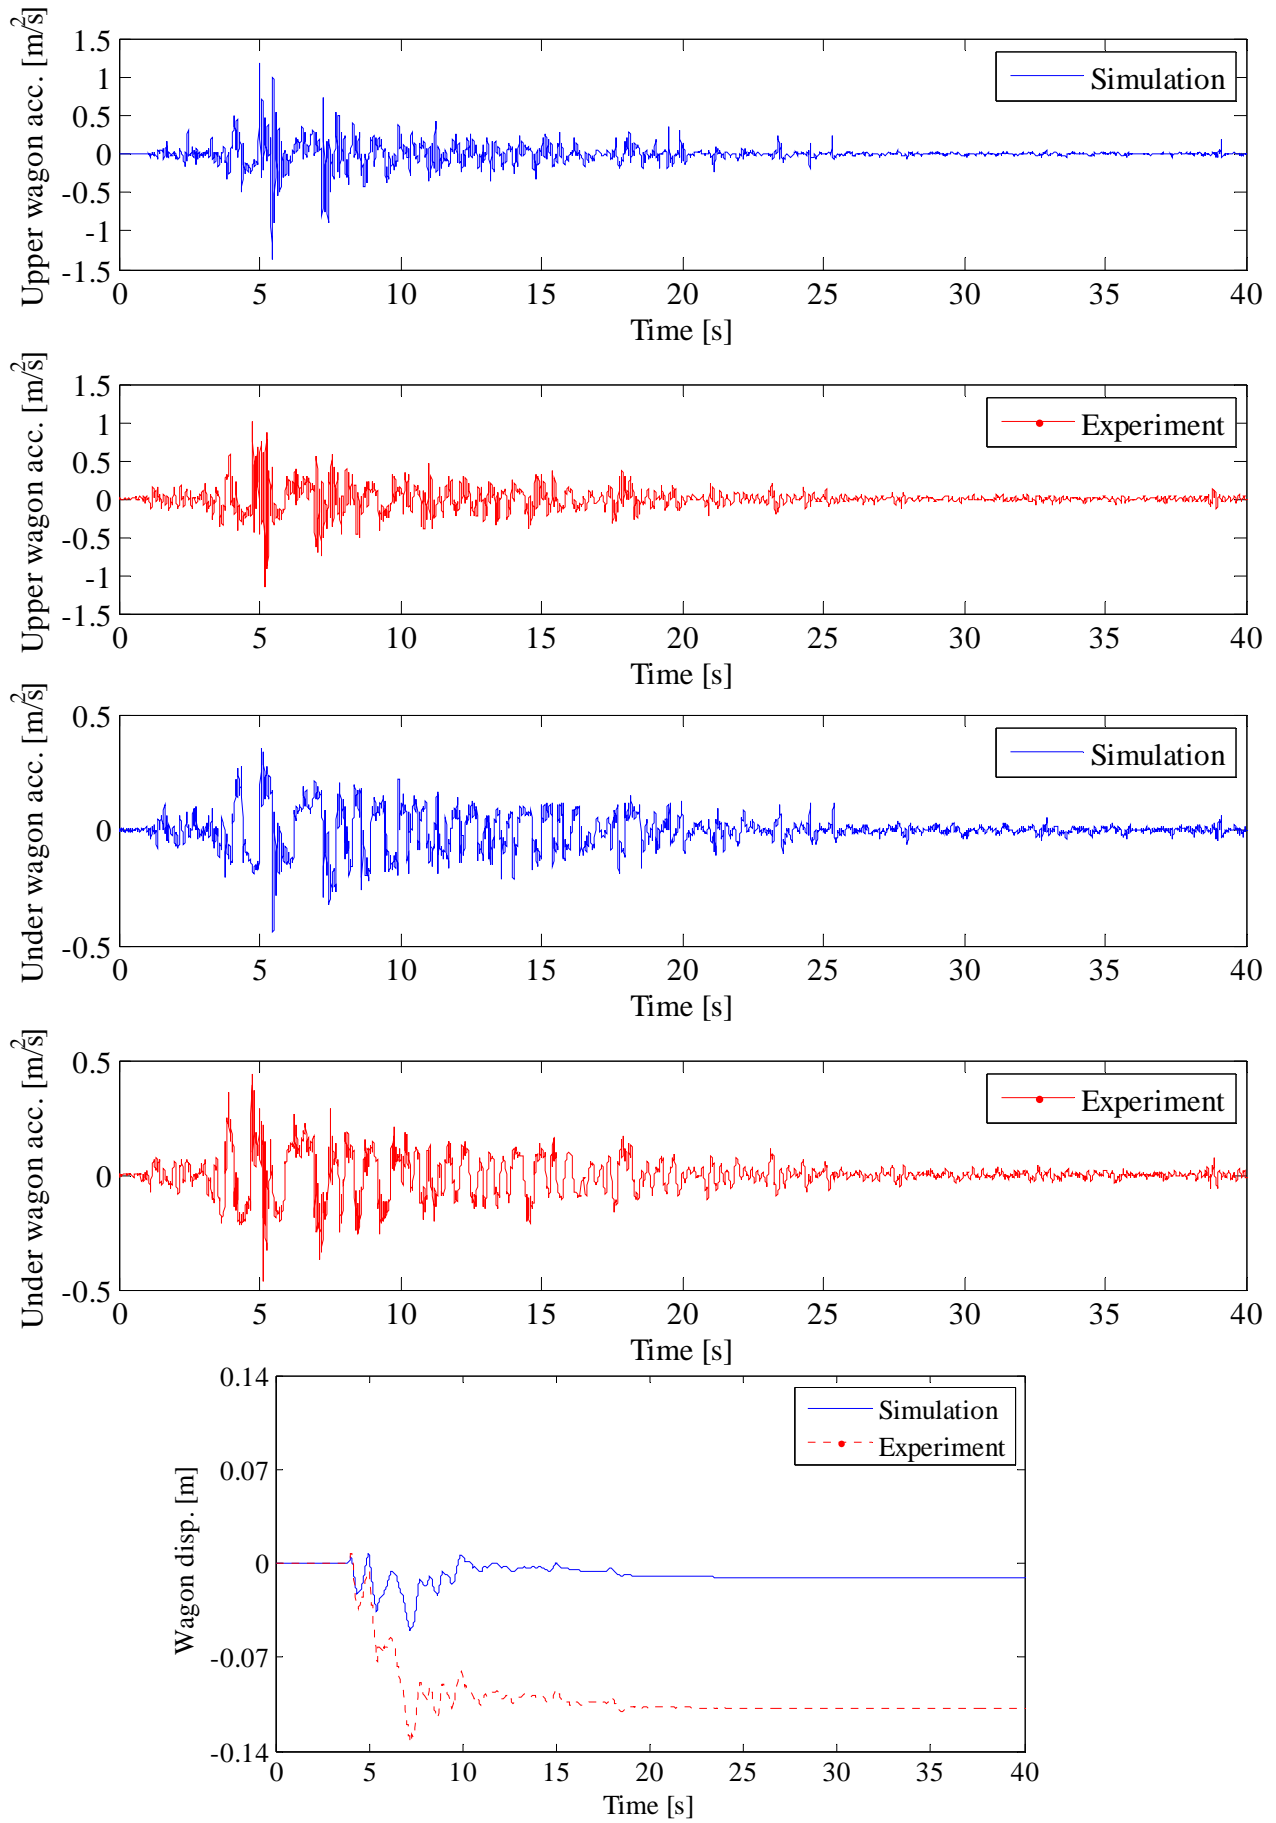 Upper wagon acc. [m/s²]
1.5
1
0.5
0
-0.5
-1
-1.5
Simulation
0 5 10 15 20 25 30 35 40
Time [s]
Upper wagon acc. [m/s²]
1.5
1
0.5
0
-0.5
-1
-1.5
Experiment
0 5 10 15 20 25 30 35 40
Time [s]
Under wagon acc. [m/s²]
0.5
0
-0.5
Simulation
0 5 10 15 20 25 30 35 40
Time [s]
Under wagon acc. [m/s²]
0.5
0
-0.5
Experiment
0 5 10 15 20 25 30 35 40
Time [s]
Wagon disp. [m]
0.14
0.07
0
-0.07
-0.14
Simulation
Experiment
0 5 10 15 20 25 30 35 40
Time [s]